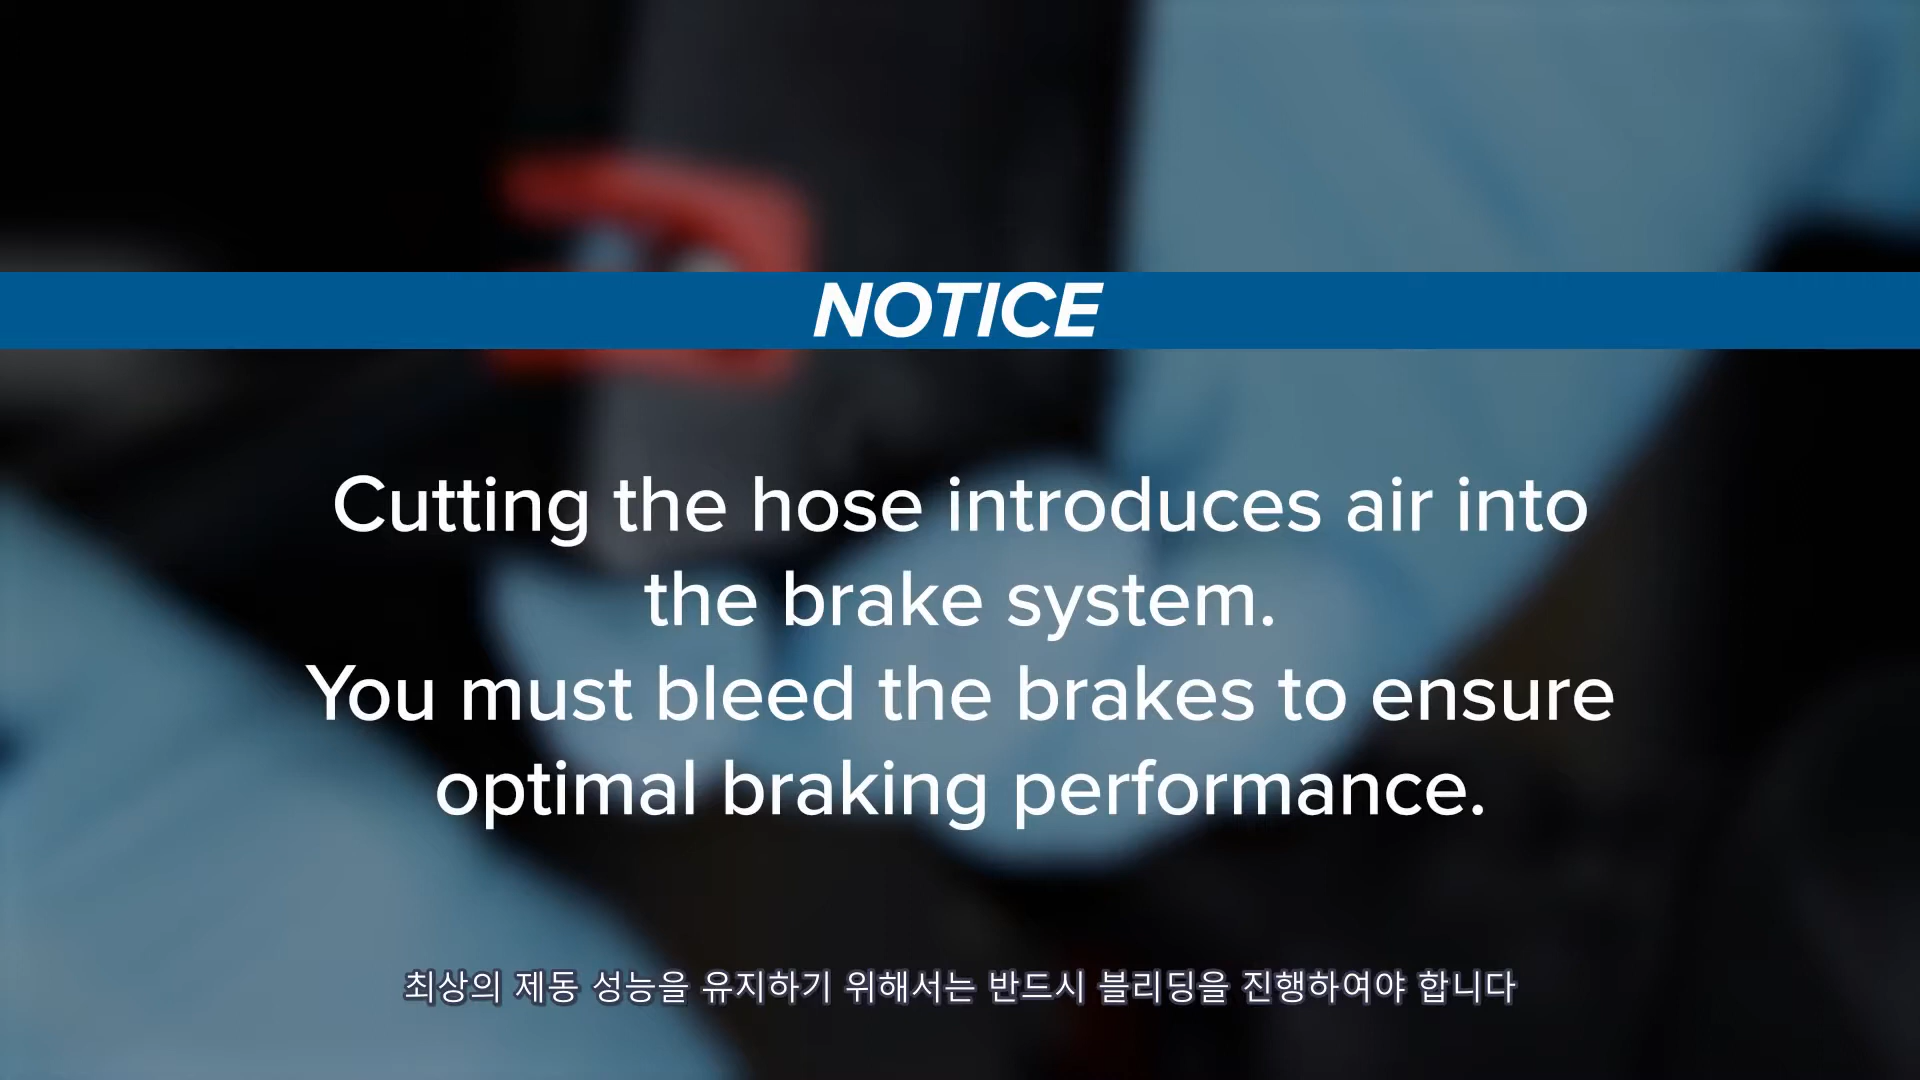 NOTICE
Cutting the hose introduces air into
the brake system.
You must bleed the brakes to ensure
optimal braking performance.
최상의 제동 성능을 유지하기 위해서는 반드시 블리딩을 진행하여야 합니다